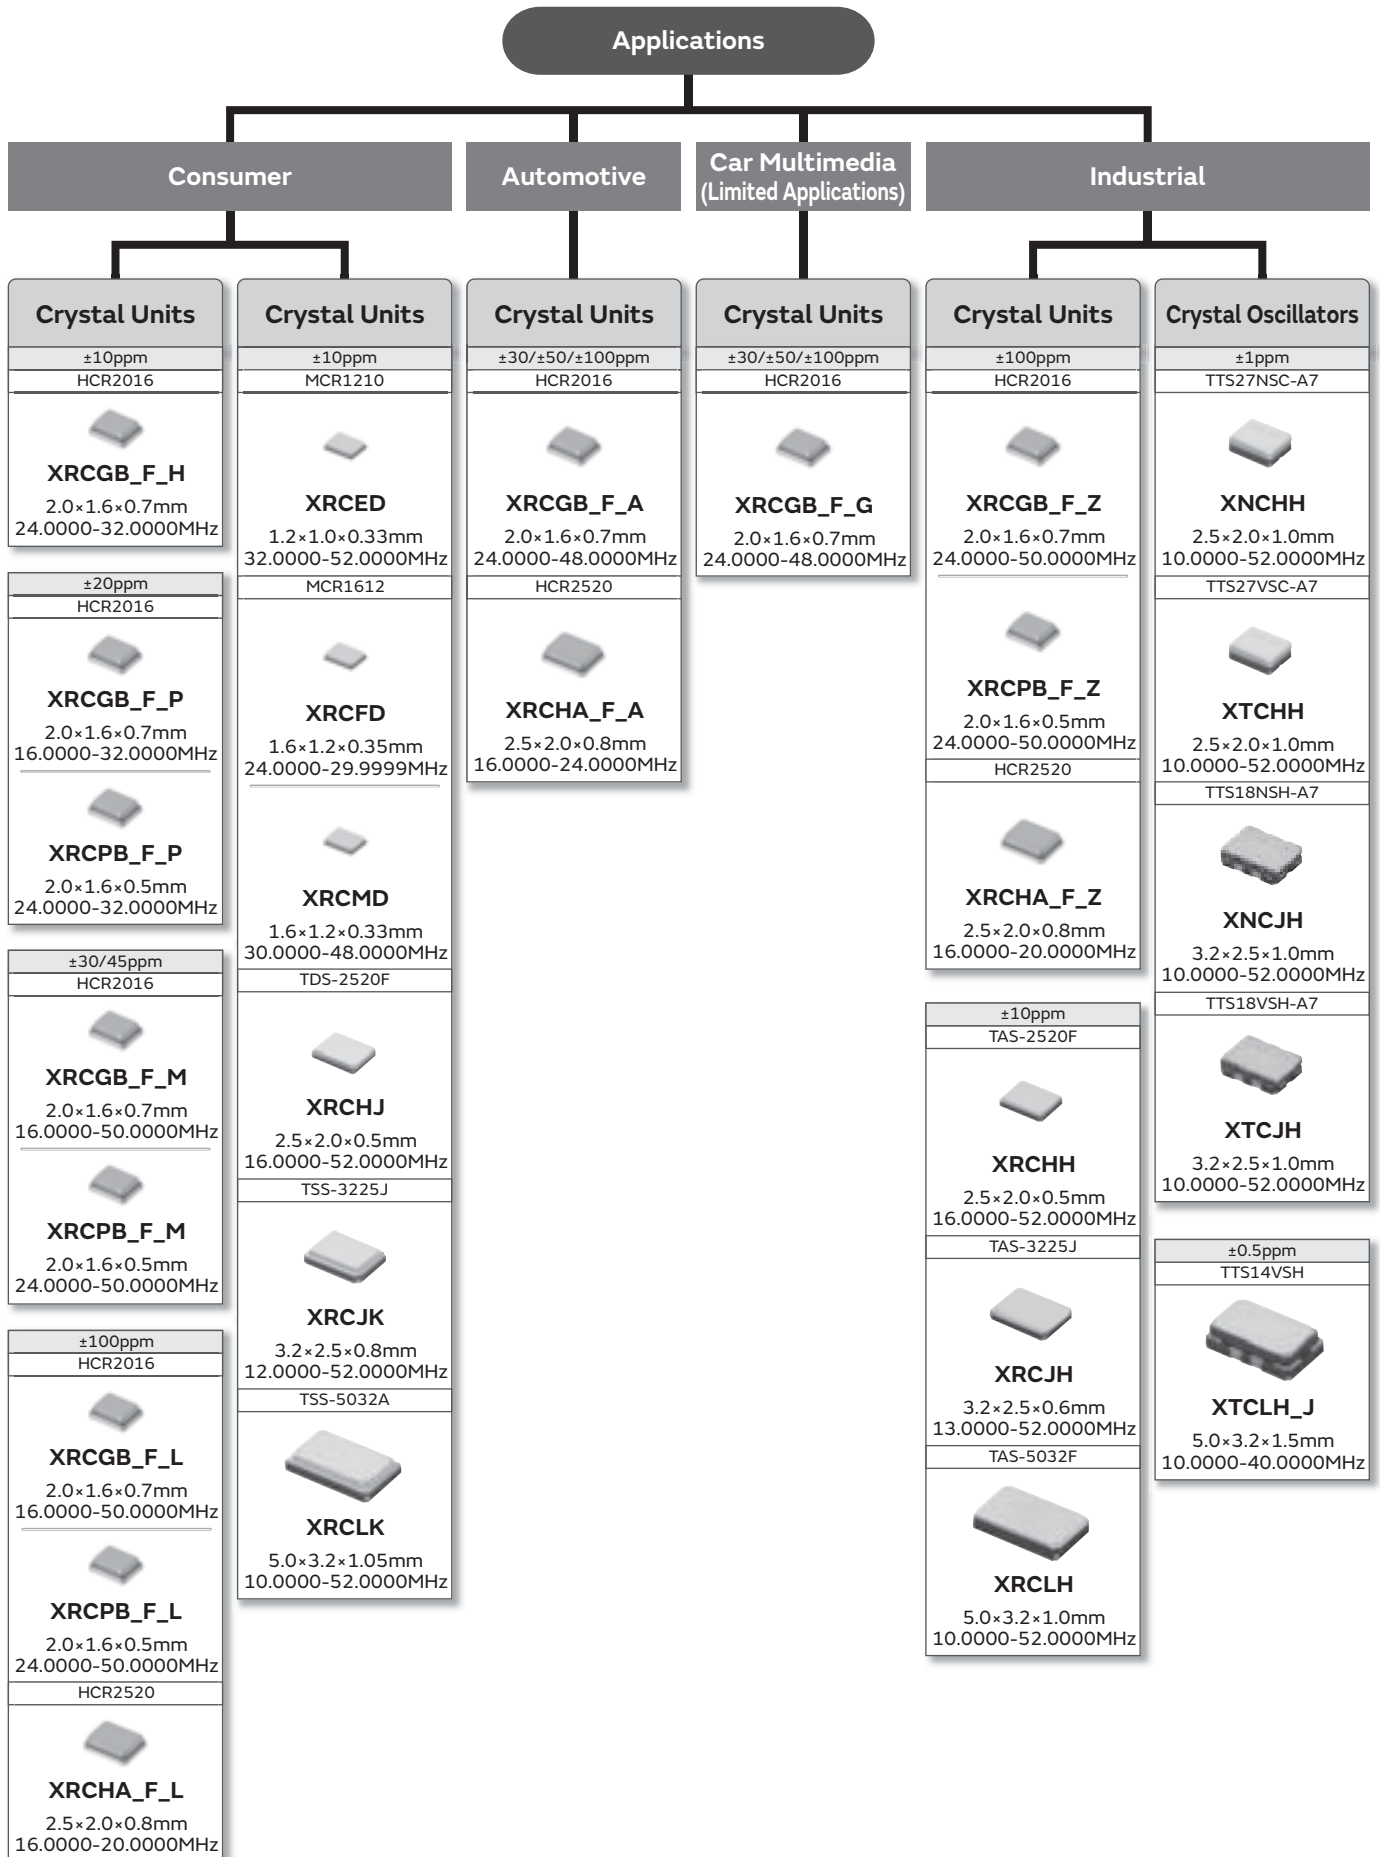 Applications
Consumer
Automotive
Car Multimedia
(Limited Applications)
Industrial
Crystal Units
±10ppm
HCR2016
XRCGB_F_H
2.0×1.6×0.7mm
24.0000-32.0000MHz
±20ppm
HCR2016
XRCGB_F_P
2.0×1.6×0.7mm
16.0000-32.0000MHz
XRCPB_F_P
2.0×1.6×0.5mm
24.0000-32.0000MHz
±30/45ppm
HCR2016
XRCGB_F_M
2.0×1.6×0.7mm
16.0000-50.0000MHz
XRCPB_F_M
2.0×1.6×0.5mm
24.0000-50.0000MHz
±100ppm
HCR2016
XRCGB_F_L
2.0×1.6×0.7mm
16.0000-50.0000MHz
XRCPB_F_L
2.0×1.6×0.5mm
24.0000-50.0000MHz
HCR2520
XRCHA_F_L
2.5×2.0×0.8mm
16.0000-20.0000MHz
Crystal Units
±10ppm
MCR1210
XRCED
1.2×1.0×0.33mm
32.0000-52.0000MHz
MCR1612
XRCFD
1.6×1.2×0.35mm
24.0000-29.9999MHz
XRCMD
1.6×1.2×0.33mm
30.0000-48.0000MHz
TDS-2520F
XRCHJ
2.5×2.0×0.5mm
16.0000-52.0000MHz
TSS-3225J
XRCJK
3.2×2.5×0.8mm
12.0000-52.0000MHz
TSS-5032A
XRCLK
5.0×3.2×1.05mm
10.0000-52.0000MHz
Crystal Units
±30/±50/±100ppm
HCR2016
XRCGB_F_A
2.0×1.6×0.7mm
24.0000-48.0000MHz
HCR2520
XRCHA_F_A
2.5×2.0×0.8mm
16.0000-24.0000MHz
Crystal Units
±30/±50/±100ppm
HCR2016
XRCGB_F_G
2.0×1.6×0.7mm
24.0000-48.0000MHz
Crystal Units
±100ppm
HCR2016
XRCGB_F_Z
2.0×1.6×0.7mm
24.0000-50.0000MHz
XRCPB_F_Z
2.0×1.6×0.5mm
24.0000-50.0000MHz
HCR2520
XRCHA_F_Z
2.5×2.0×0.8mm
16.0000-20.0000MHz
±10ppm
TAS-2520F
XRCHH
2.5×2.0×0.5mm
16.0000-52.0000MHz
TAS-3225J
XRCJH
3.2×2.5×0.6mm
13.0000-52.0000MHz
TAS-5032F
XRCLH
5.0×3.2×1.0mm
10.0000-52.0000MHz
Crystal Oscillators
±1ppm
TTS27NSC-A7
XNCHH
2.5×2.0×1.0mm
10.0000-52.0000MHz
TTS27VSC-A7
XTCHH
2.5×2.0×1.0mm
10.0000-52.0000MHz
TTS18NSH-A7
XNCJH
3.2×2.5×1.0mm
10.0000-52.0000MHz
TTS18VSH-A7
XTCJH
3.2×2.5×1.0mm
10.0000-52.0000MHz
±0.5ppm
TTS14VSH
XTCLH_J
5.0×3.2×1.5mm
10.0000-40.0000MHz